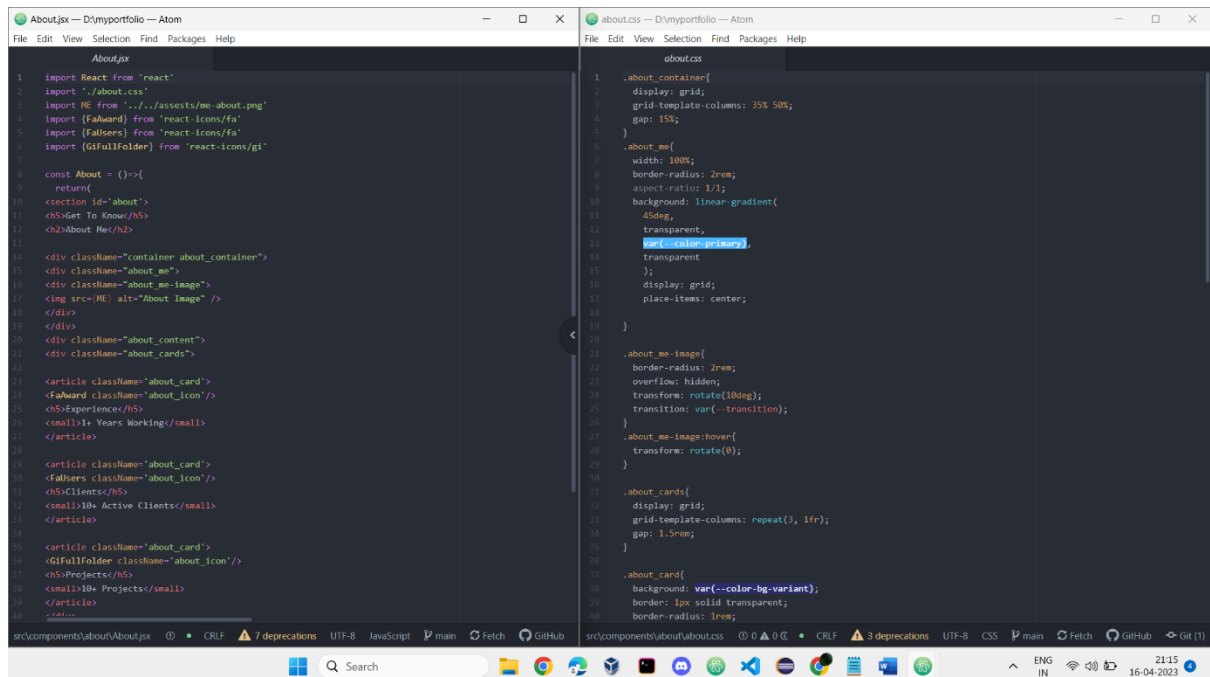 About.jsx — D:\myportfolio — Atom
File Edit View Selection Find Packages Help
About.jsx
1 import React from 'react'
2 import './about.css'
3 import ME from '../../assests/me-about.png'
4 import {FaAward} from 'react-icons/fa'
5 import {FaUsers} from 'react-icons/fa'
6 import {GiFullFolder} from 'react-icons/gi'
7
8 const About = ()=>{
9 return(
10 <section id='about'>
11 <h5>Get To Know</h5>
12 <h2>About Me</h2>
13
14 <div className="container about_container">
15 <div className="about_me">
16 <div className="about_me-image">
17 <img src={ME} alt="About Image" />
18 </div>
19 </div>
20 <div className="about_content">
21 <div className="about_cards">
22
23 <article className='about_card'>
24 <FaAward className='about_icon'/>
25 <h5>Experience</h5>
26 <small>1+ Years Working</small>
27 </article>
28
29 <article className='about_card'>
30 <FaUsers className='about_icon'/>
31 <h5>Clients</h5>
32 <small>10+ Active Clients</small>
33 </article>
34
35 <article className='about_card'>
36 <GiFullFolder className='about_icon'/>
37 <h5>Projects</h5>
38 <small>10+ Projects</small>
39 </article>
40 </div>
src\components\about\About.jsx CRLF 7 deprecations UTF-8 JavaScript main Fetch GitHub
about.css — D:\myportfolio — Atom
File Edit View Selection Find Packages Help
about.css
1 .about_container{
2 display: grid;
3 grid-template-columns: 35% 50%;
4 gap: 15%;
5 }
6 .about_me{
7 width: 100%;
8 border-radius: 2rem;
9 aspect-ratio: 1/1;
10 background: linear-gradient(
11 45deg,
12 transparent,
13 var(--color-primary),
14 transparent
15 );
16 display: grid;
17 place-items: center;
18
19 }
20
21 .about_me-image{
22 border-radius: 2rem;
23 overflow: hidden;
24 transform: rotate(10deg);
25 transition: var(--transition);
26 }
27 .about_me-image:hover{
28 transform: rotate(0);
29 }
30
31 .about_cards{
32 display: grid;
33 grid-template-columns: repeat(3, 1fr);
34 gap: 1.5rem;
35 }
36
37 .about_card{
38 background: var(--color-bg-variant);
39 border: 1px solid transparent;
40 border-radius: 1rem;
src\components\about\about.css 0 0 CRLF 3 deprecations UTF-8 CSS main Fetch GitHub Git (1)
Search
ENG
IN
21:15
16-04-2023
4